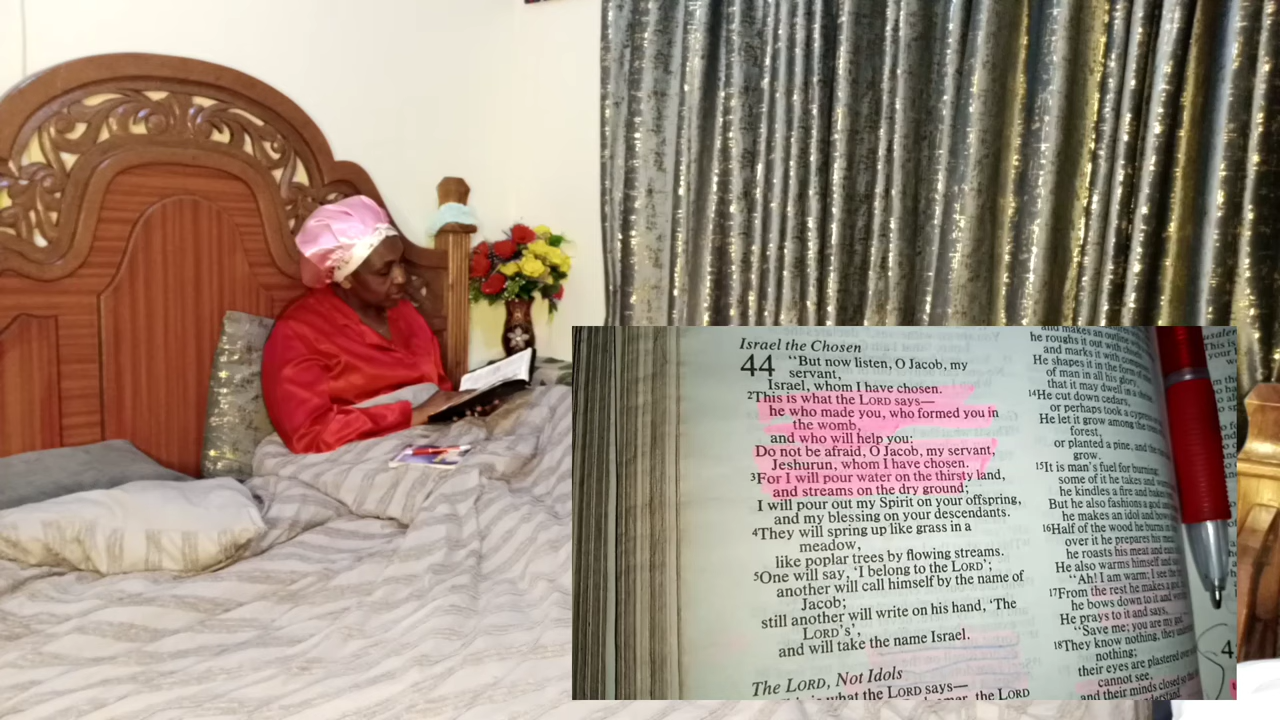 Israel the Chosen
44 "But now listen, O Jacob, my
servant,
Israel, whom I have chosen.
2This is what the LORD says—
he who made you, who formed you in
the womb,
and who will help you:
Do not be afraid, O Jacob, my servant,
Jeshurun, whom I have chosen.
3For I will pour water on the thirsty land,
and streams on the dry ground;
I will pour out my Spirit on your offspring,
and my blessing on your descendants.
4They will spring up like grass in a
meadow,
like poplar trees by flowing streams.
5One will say, 'I belong to the LORD';
another will call himself by the name of
Jacob;
still another will write on his hand, 'The
LORD's',
and will take the name Israel.
The LORD, Not Idols
what the LORD says—
the LORD
and makes an outline
he roughs it out with
and marks it with
He shapes it in the form
of man in all his glory,
that it may dwell in a
14He cut down cedars,
or perhaps took a
He let it grow among the
forest,
or planted a pine, and the
grow.
15It is man's fuel for burning;
some of it he takes and
he kindles a fire and
But he also fashions a god
he makes an idol and
16Half of the wood he burns in
over it he prepares his
he roasts his meat and
He also warms himself and
"Ah! I am warm; I see the
17From the rest he makes a
he bows down to it and
He prays to it and says,
"Save me; you are my
18They know nothing, they
nothing;
their eyes are plastered over
cannot see,
and their minds closed so